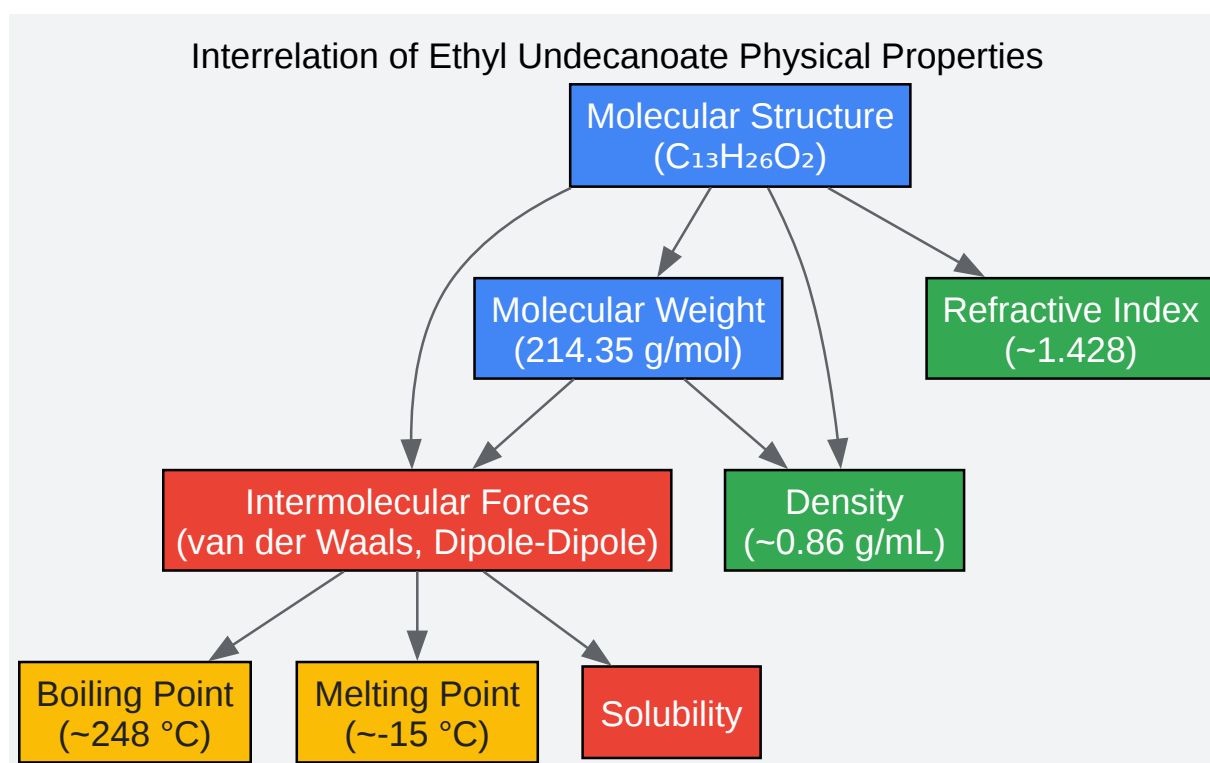 Interrelation of Ethyl Undecanoate Physical Properties
Molecular Structure
(C₁₃H₂₆O₂)
Molecular Weight
(214.35 g/mol)
Refractive Index
(~1.428)
Intermolecular Forces
(van der Waals, Dipole-Dipole)
Density
(~0.86 g/mL)
Boiling Point
(~248 °C)
Melting Point
(~-15 °C)
Solubility